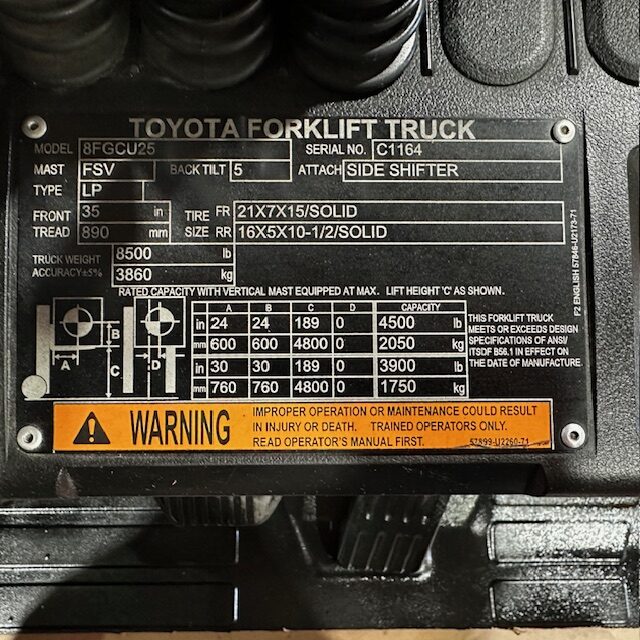 TOYOTA FORKLIFT TRUCK
MODEL 8FGCU25 SERIAL NO. C1164
MAST FSV BACK TILT 5 ATTACH SIDE SHIFTER
TYPE LP
FRONT 35 in TIRE FR 21X7X15/SOLID
TREAD 890 mm SIZE RR 16X5X10-1/2/SOLID
TRUCK WEIGHT 8500 lb
ACCURACY±5% 3860 kg
RATED CAPACITY WITH VERTICAL MAST EQUIPPED AT MAX. LIFT HEIGHT 'C' AS SHOWN.
A B C D CAPACITY
in 24 24 189 0 4500 lb
mm 600 600 4800 0 2050 kg
in 30 30 189 0 3900 lb
mm 760 760 4800 0 1750 kg
A B C D
THIS FORKLIFT TRUCK
MEETS OR EXCEEDS DESIGN
SPECIFICATIONS OF ANSI/
ITSDF B56.1 IN EFFECT ON
THE DATE OF MANUFACTURE.
P2 ENGLISH 57846-U2173-71
WARNING
IMPROPER OPERATION OR MAINTENANCE COULD RESULT
IN INJURY OR DEATH. TRAINED OPERATORS ONLY.
READ OPERATOR'S MANUAL FIRST.
57899-U2260-71